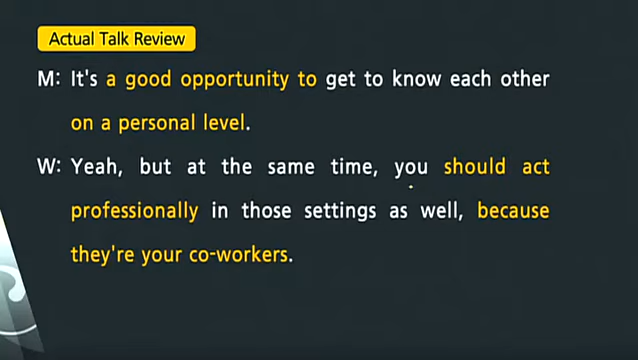 Actual Talk Review
M: It's a good opportunity to get to know each other
on a personal level.
W: Yeah, but at the same time, you should act
professionally in those settings as well, because
they're your co-workers.